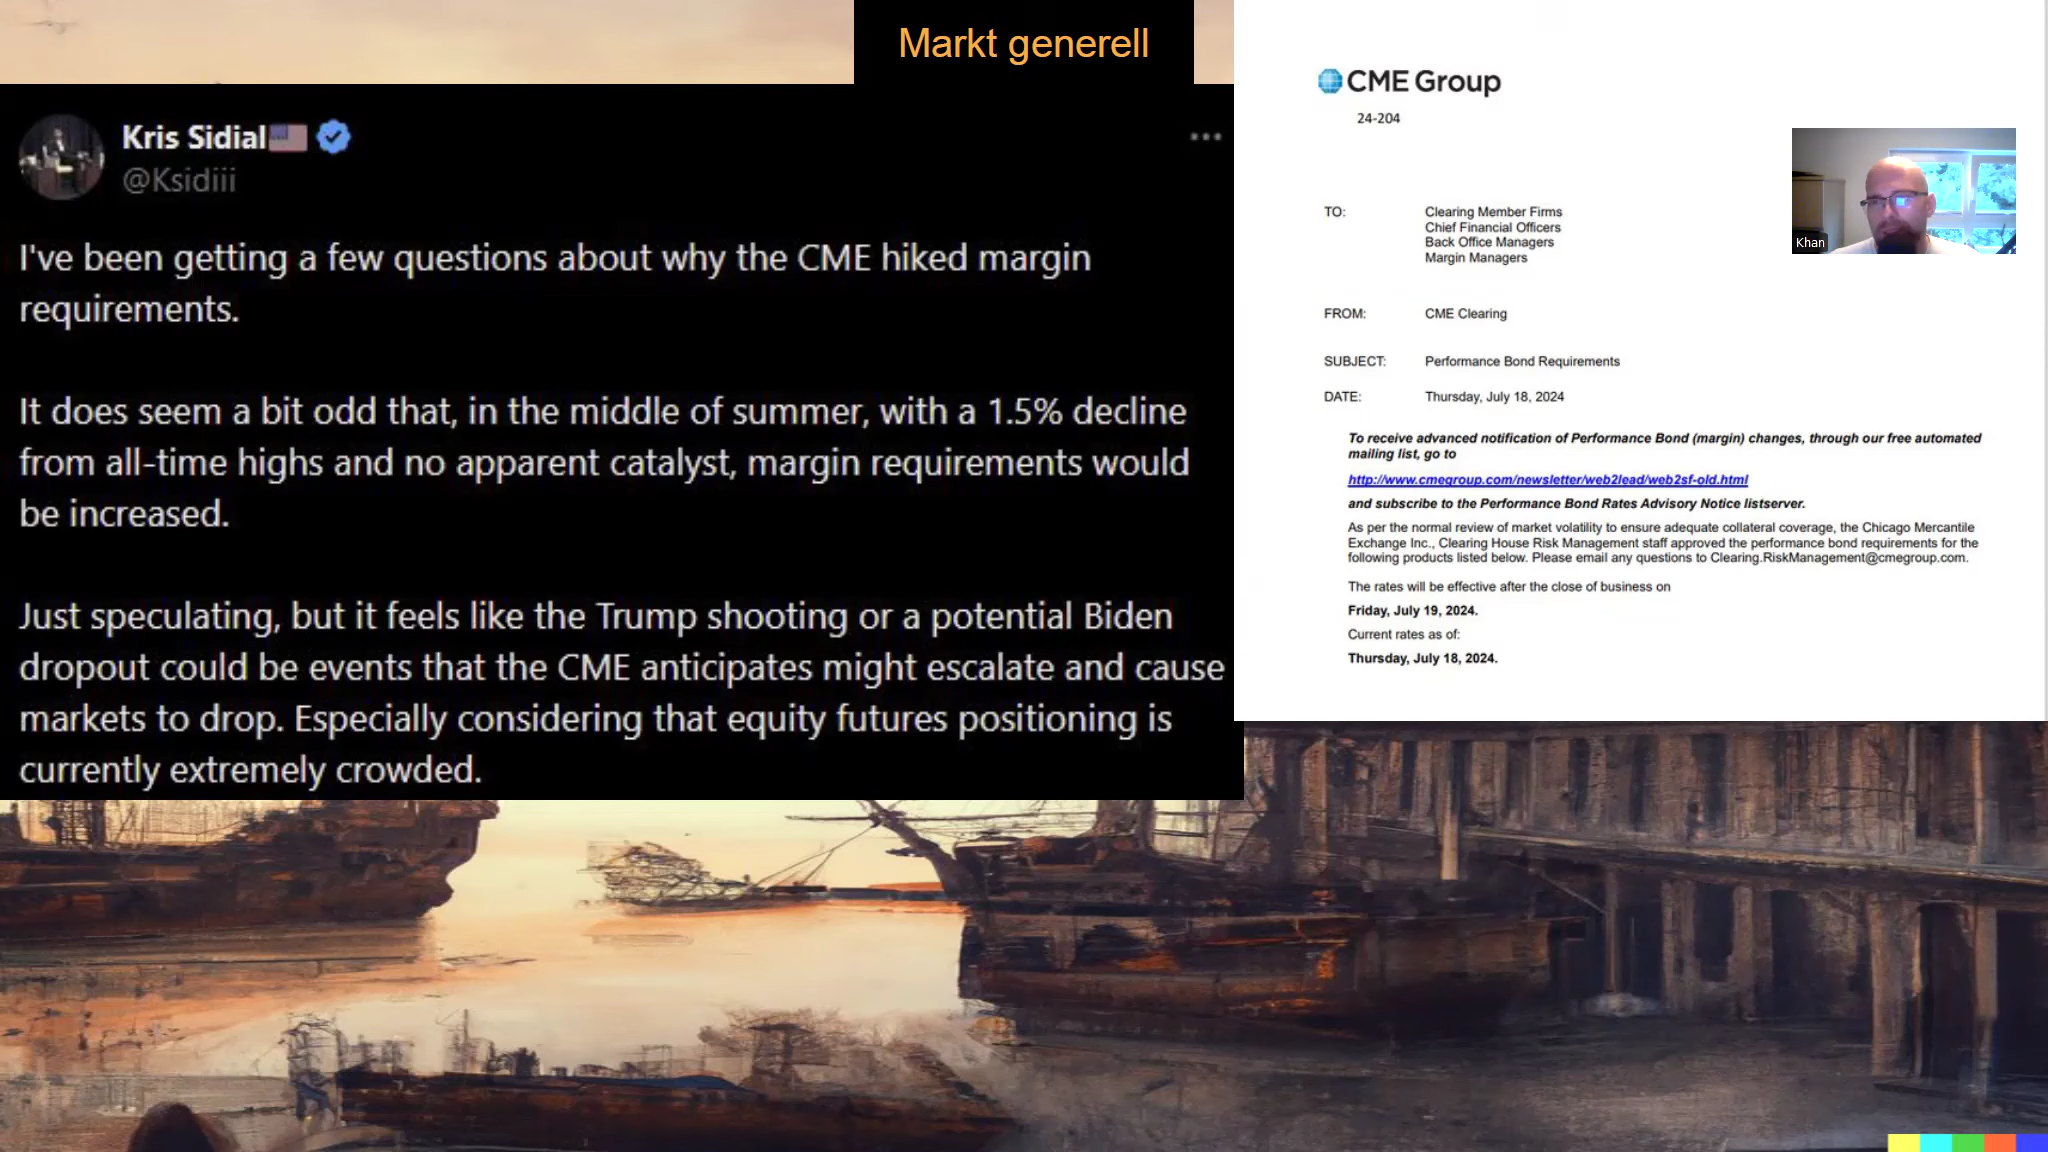 Markt generell
Kris Sidial
@Ksidiii
I've been getting a few questions about why the CME hiked margin
requirements.
It does seem a bit odd that, in the middle of summer, with a 1.5% decline
from all-time highs and no apparent catalyst, margin requirements would
be increased.
Just speculating, but it feels like the Trump shooting or a potential Biden
dropout could be events that the CME anticipates might escalate and cause
markets to drop. Especially considering that equity futures positioning is
currently extremely crowded.
CME Group
24-204
TO: Clearing Member Firms
Chief Financial Officers
Back Office Managers
Margin Managers
FROM: CME Clearing
SUBJECT: Performance Bond Requirements
DATE: Thursday, July 18, 2024
To receive advanced notification of Performance Bond (margin) changes, through our free automated
mailing list, go to
http://www.cmegroup.com/newsletter/web2lead/web2sf-old.html
and subscribe to the Performance Bond Rates Advisory Notice listserver.
As per the normal review of market volatility to ensure adequate collateral coverage, the Chicago Mercantile
Exchange Inc., Clearing House Risk Management staff approved the performance bond requirements for the
following products listed below. Please email any questions to Clearing.RiskManagement@cmegroup.com.
The rates will be effective after the close of business on
Friday, July 19, 2024.
Current rates as of:
Thursday, July 18, 2024.
Khan